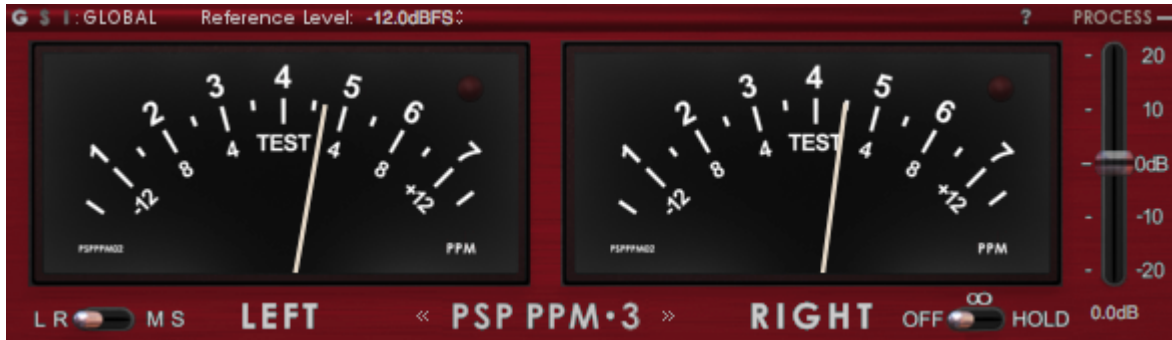 G S I : GLOBAL Reference Level: -12.0dBFS ? PROCESS
1 2 3 4 5 6 7
-12 8 4 TEST 4 8 +12
PSPPPM02 PPM
1 2 3 4 5 6 7
-12 8 4 TEST 4 8 +12
PSPPPM02 PPM
- 20
- 10
- 0dB
- -10
- -20
L R M S LEFT « PSP PPM•3 » RIGHT OFF ∞ HOLD 0.0dB